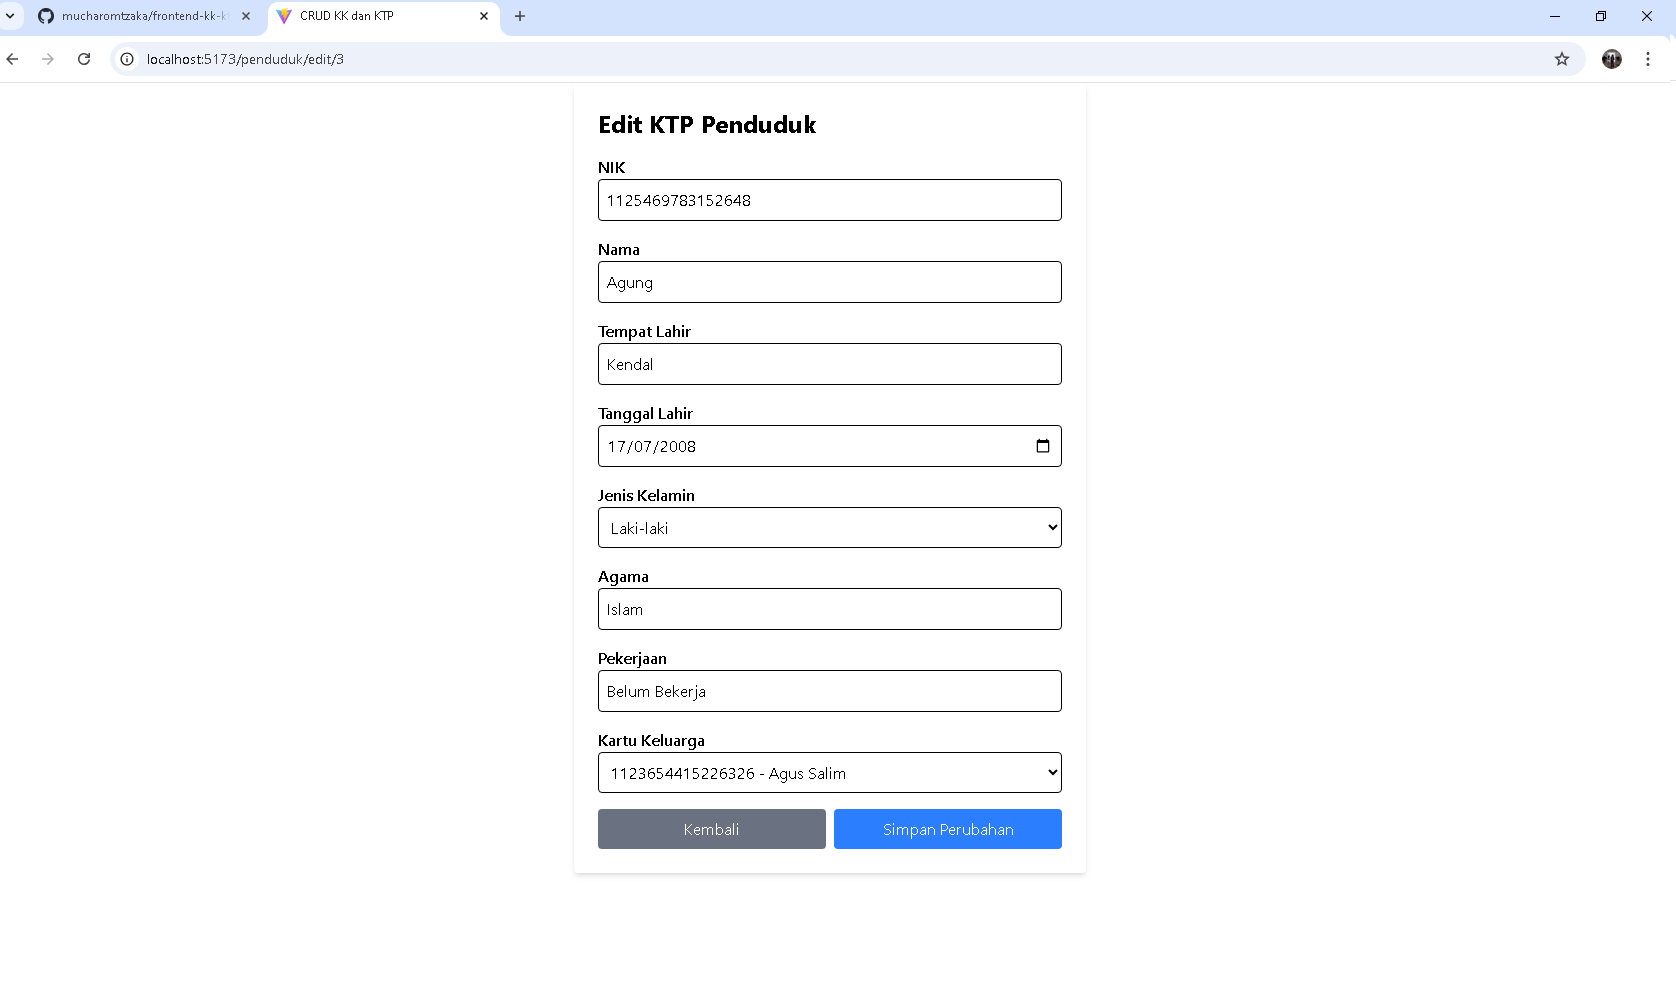 mucharomtzaka/frontend-kk-k
CRUD KK dan KTP
localhost:5173/penduduk/edit/3
Edit KTP Penduduk
NIK
1125469783152648
Nama
Agung
Tempat Lahir
Kendal
Tanggal Lahir
17/07/2008
Jenis Kelamin
Laki-laki
Agama
Islam
Pekerjaan
Belum Bekerja
Kartu Keluarga
1123654415226326 - Agus Salim
Kembali
Simpan Perubahan